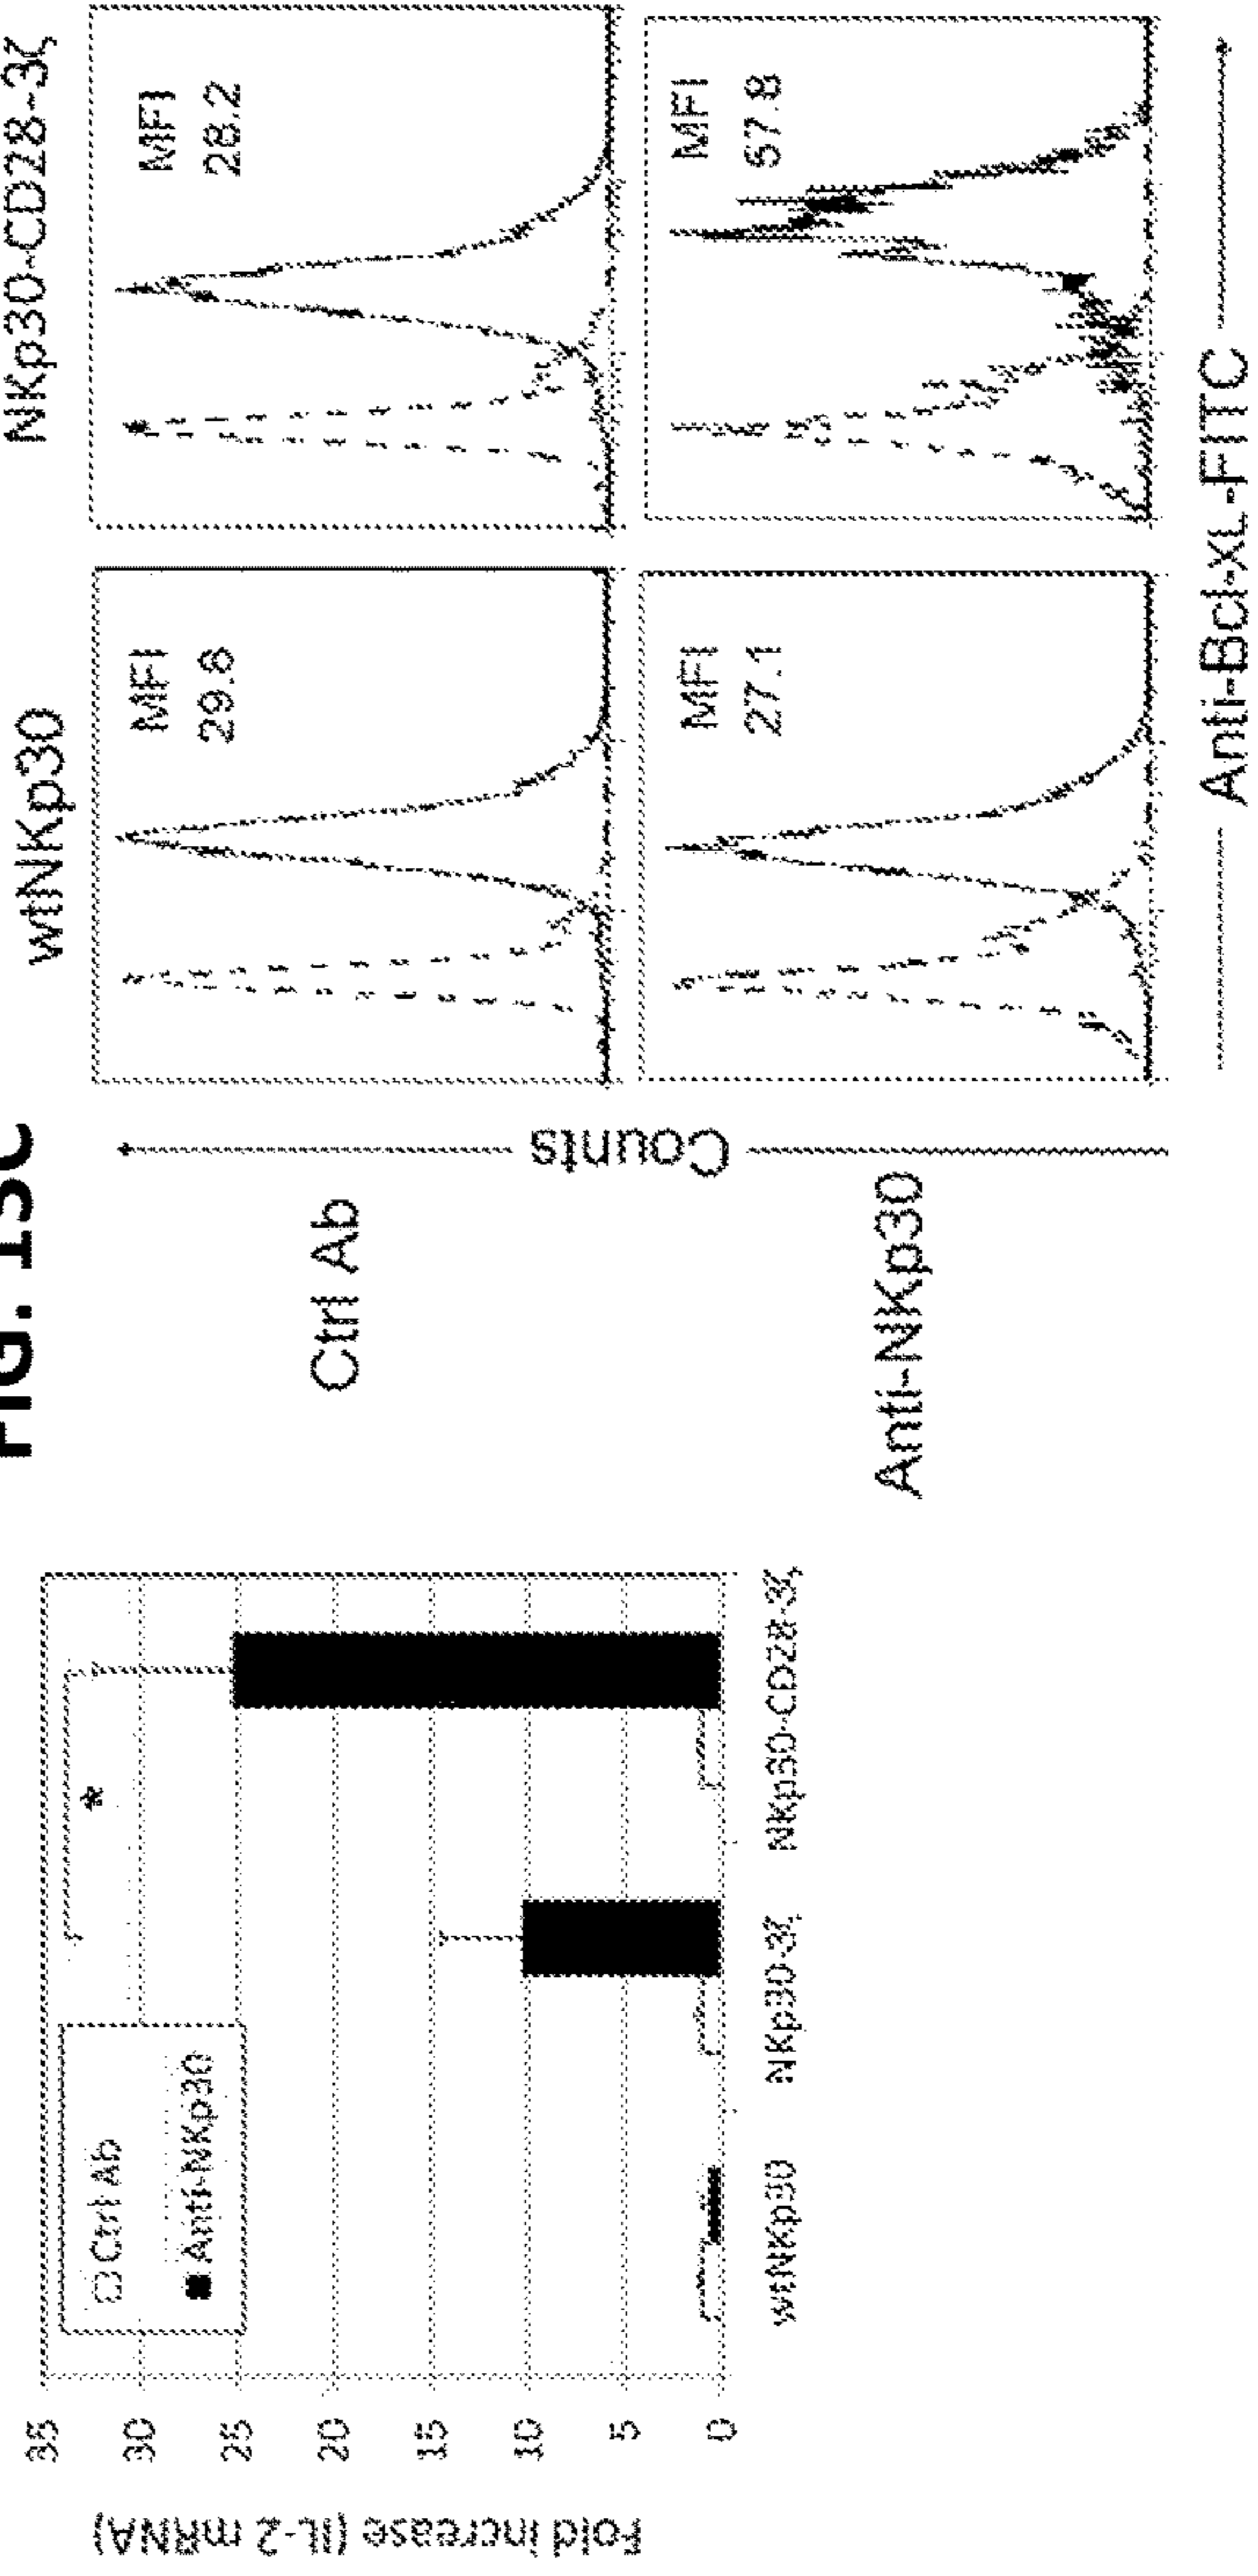 Fold increase (IL-2 mRNA)
35
30
25
20
15
10
5
0
Ctrl Ab
Anti-NKp30
*
wtNKp30
NKp30-3ζ
NKp30-CD28-3ζ
FIG. 13C
wtNKp30
NKp30-CD28-3ζ
Ctrl Ab
Anti-NKp30
Counts
MFI
29.8
MFI
28.2
MFI
27.1
MFI
57.8
Anti-Bcl-xL-FITC